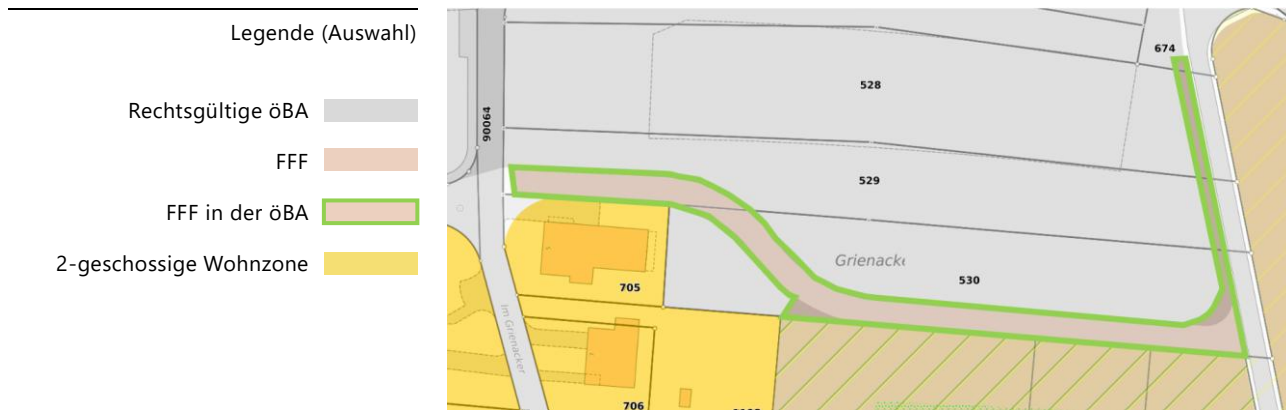 Legende (Auswahl)
Rechtsgültige öBA
FFF
FFF in der öBA
2-geschossige Wohnzone
674
528
90064
529
Grienacke
530
705
Im Grienacker
706